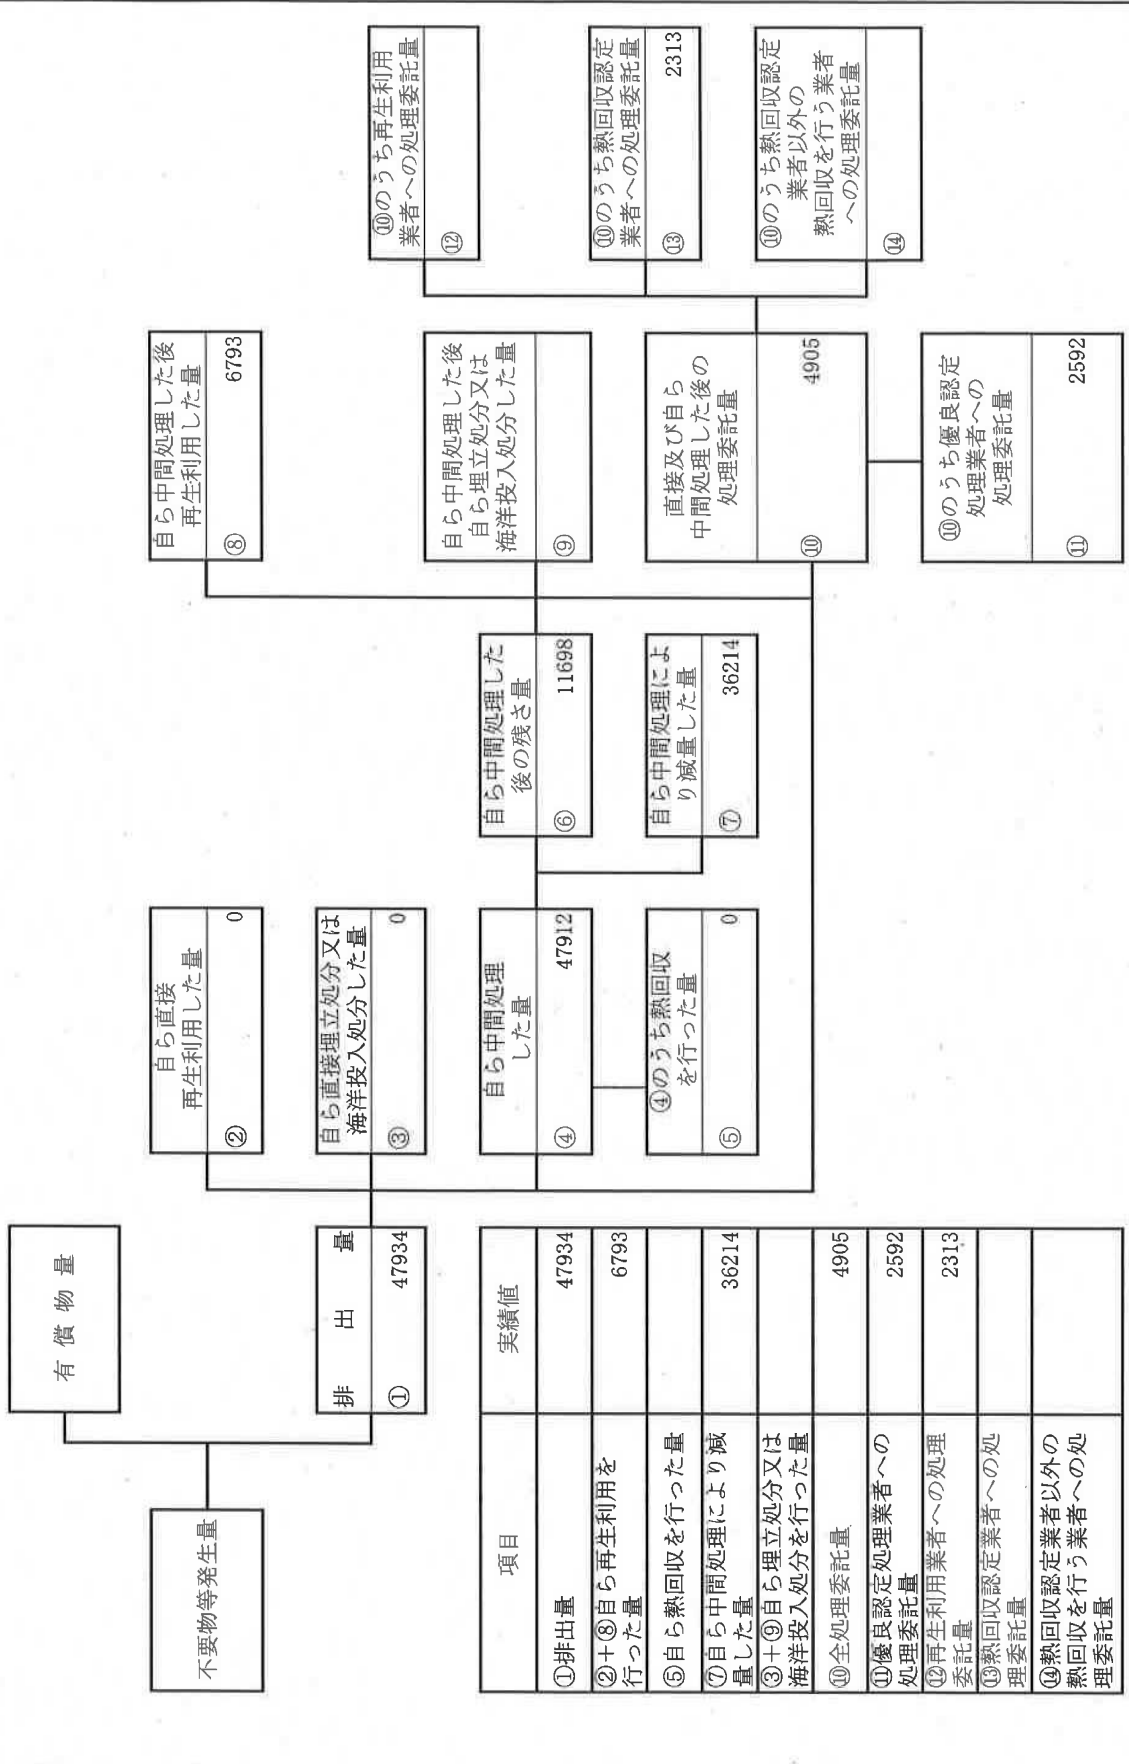 有償物量
不要物等発生量
排出量
① 47934
自ら直接
再生利用した量
② 0
自ら直接埋立処分又は
海洋投入処分した量
③ 0
自ら中間処理
した量
④ 47912
④のうち熱回収
を行った量
⑤ 0
自ら中間処理した
後の残さ量
⑥ 11698
自ら中間処理によ
り減量した量
⑦ 36214
自ら中間処理した後
再生利用した量
⑧ 6793
自ら中間処理した後
自ら埋立処分又は
海洋投入処分した量
⑨
直接及び自ら
中間処理した後の
処理委託量
⑩ 4905
⑩のうち優良認定
処理業者への
処理委託量
⑪ 2592
⑩のうち再生利用
業者への処理委託量
⑫
⑩のうち熱回収認定
業者への処理委託量
⑬ 2313
⑩のうち熱回収認定
業者以外の
熱回収を行う業者
への処理委託量
⑭
項目 実績値
①排出量 47934
②+⑧自ら再生利用を
行った量 6793
⑤自ら熱回収を行った量
⑦自ら中間処理により減
量した量 36214
③+⑨自ら埋立処分又は
海洋投入処分を行った量
⑩全処理委託量 4905
⑪優良認定処理業者への
処理委託量 2592
⑫再生利用業者への処理
委託量 2313
⑬熱回収認定業者への処
理委託量
⑭熱回収認定業者以外の
熱回収を行う業者への処
理委託量